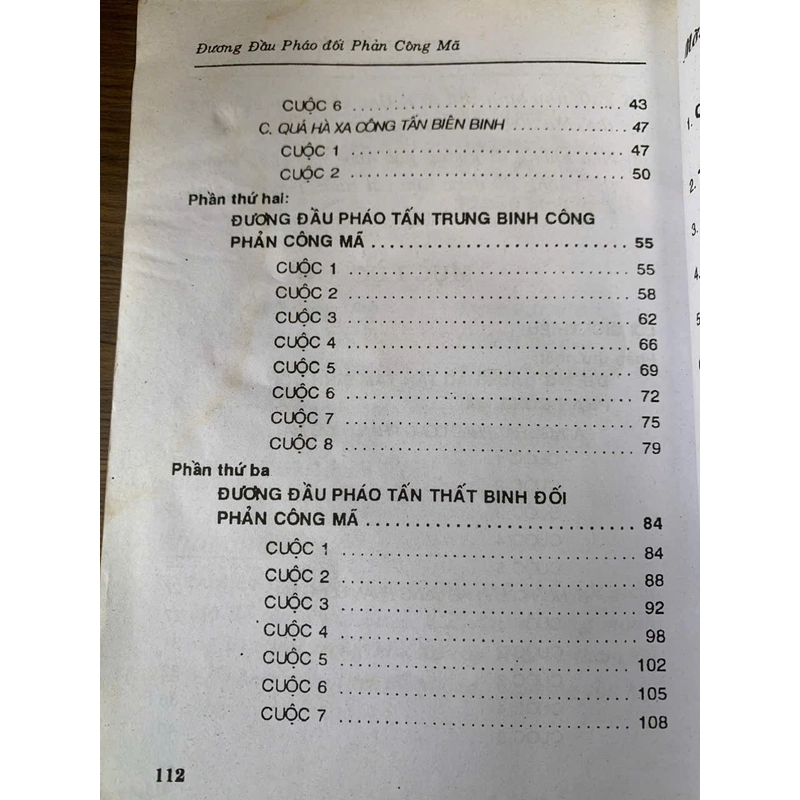 Đương Đầu Pháo đối Phản Công Mã
CUỘC 6 ........................................ 43
C. QUÁ HÀ XA CÔNG TẤN BIÊN BINH ................ 47
CUỘC 1 ........................................ 47
CUỘC 2 ........................................ 50
Phần thứ hai:
ĐƯƠNG ĐẦU PHÁO TẤN TRUNG BINH CÔNG
PHẢN CÔNG MÃ .................................. 55
CUỘC 1 ........................................ 55
CUỘC 2 ........................................ 58
CUỘC 3 ........................................ 62
CUỘC 4 ........................................ 66
CUỘC 5 ........................................ 69
CUỘC 6 ........................................ 72
CUỘC 7 ........................................ 75
CUỘC 8 ........................................ 79
Phần thứ ba
ĐƯƠNG ĐẦU PHÁO TẤN THẤT BINH ĐỐI
PHẢN CÔNG MÃ .................................. 84
CUỘC 1 ........................................ 84
CUỘC 2 ........................................ 88
CUỘC 3 ........................................ 92
CUỘC 4 ........................................ 98
CUỘC 5 ........................................ 102
CUỘC 6 ........................................ 105
CUỘC 7 ........................................ 108
112
1.
2.
3.
4.
5